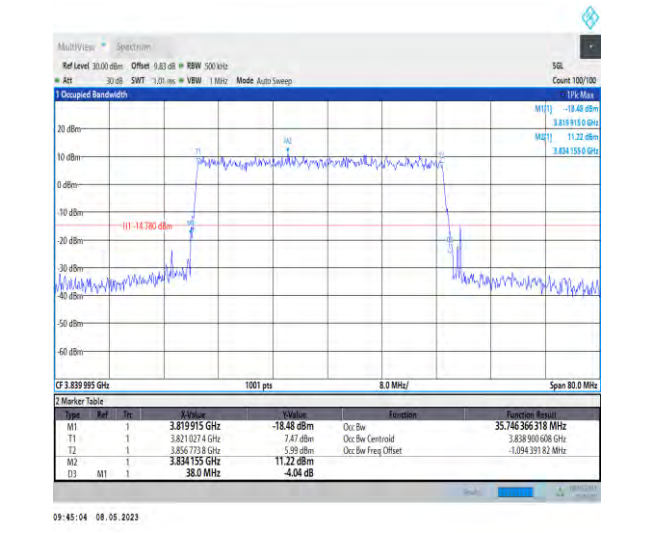 MultiView Spectrum
Ref Level 30.00 dBm Offset 9.83 dB RBW 500 kHz SGL
Att 30 dB SWT 1.01 ms VBW 1 MHz Mode Auto Sweep Count 100/100
1 Occupied Bandwidth 1Pk Max
M1[1] -18.48 dBm
3.819 915 0 GHz
M2[1] 11.22 dBm
3.834 155 0 GHz
20 dBm
M2
T1
10 dBm
0 dBm
-10 dBm
H1 -14.780 dBm
-20 dBm
-30 dBm
-40 dBm
-50 dBm
-60 dBm
CF 3.839 995 GHz 1001 pts 8.0 MHz/ Span 80.0 MHz
2 Marker Table
Type Ref Trc X-Value Y-Value Function Function Result
M1 1 3.819 915 GHz -18.48 dBm Occ Bw 35.746 366 318 MHz
T1 1 3.821 027 4 GHz 7.47 dBm Occ Bw Centroid 3.838 900 608 GHz
T2 1 3.856 773 8 GHz 5.99 dBm Occ Bw Freq Offset -1.094 391 82 MHz
M2 1 3.834 155 GHz 11.22 dBm
D3 M1 1 38.0 MHz -4.04 dB
09:45:04 08.05.2023